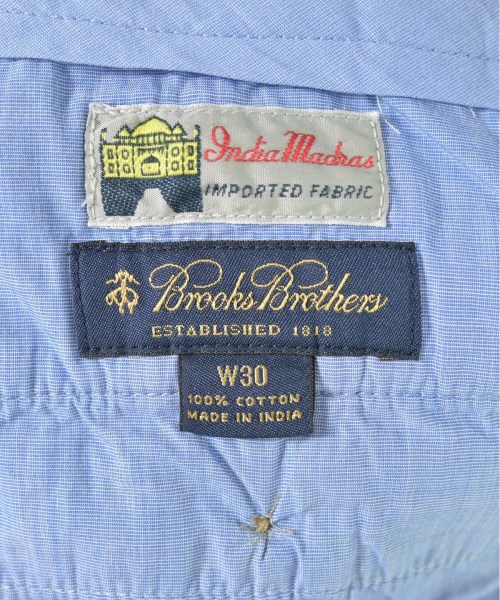 India Madras
IMPORTED FABRIC
Brooks Brothers
ESTABLISHED 1818
W30
100% COTTON
MADE IN INDIA